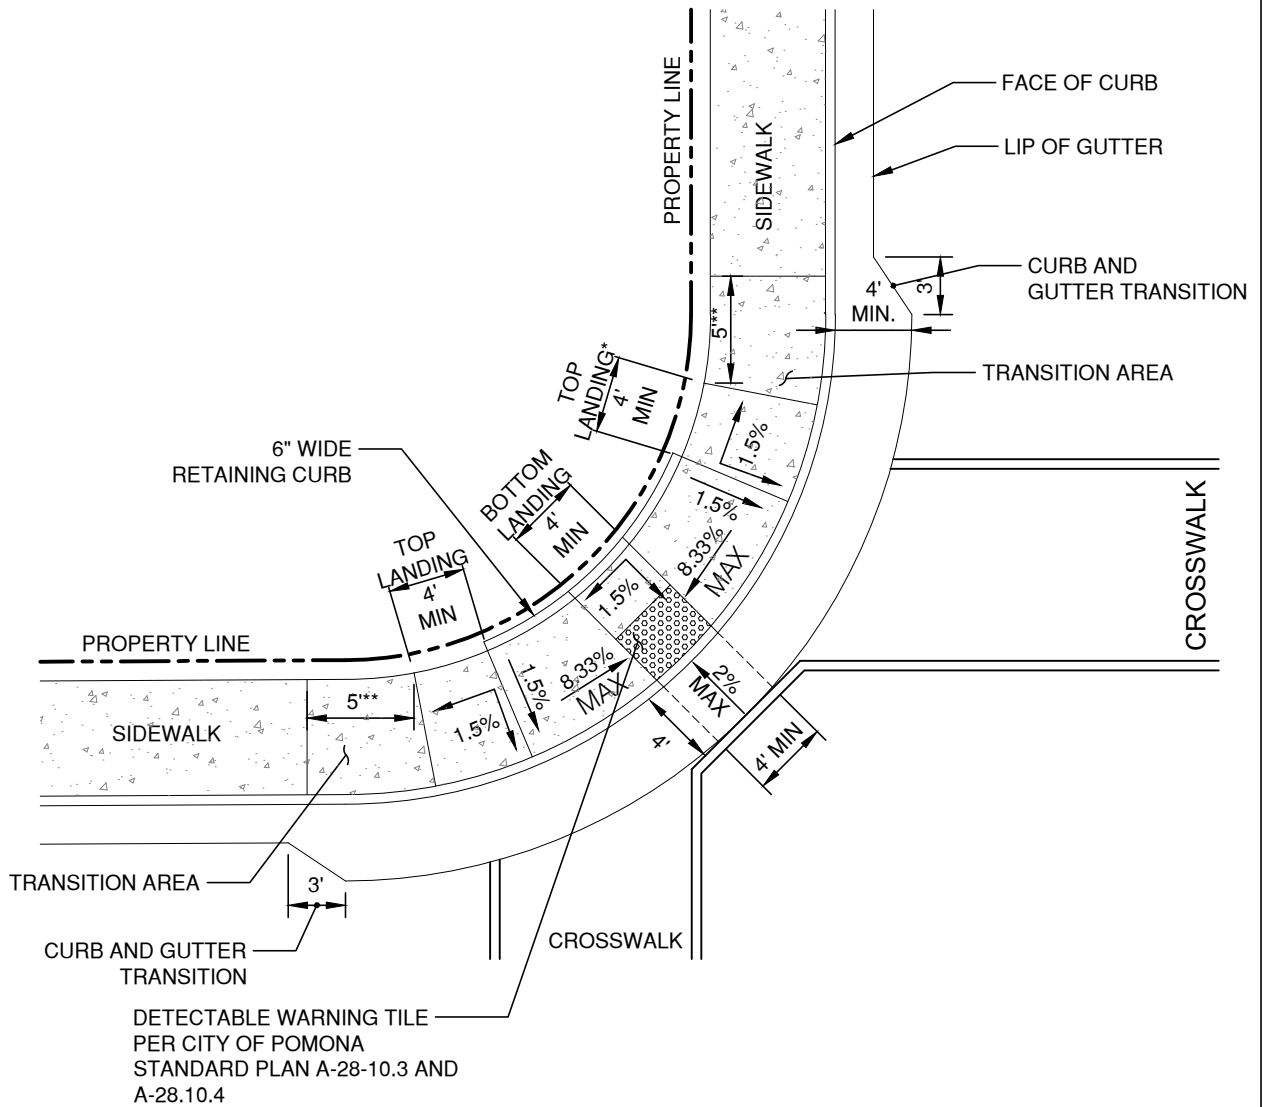 PROPERTY LINE
SIDEWALK
FACE OF CURB
LIP OF GUTTER
CURB AND
GUTTER TRANSITION
3'
4'
MIN.
5'**
TRANSITION AREA
TOP
LANDING*
4'
MIN
1.5%
6" WIDE
RETAINING CURB
BOTTOM
LANDING
4'
MIN
1.5%
8.33%
MAX
CROSSWALK
TOP
LANDING
4'
MIN
1.5%
PROPERTY LINE
1.5%
8.33%
MAX
2%
MAX
5'**
SIDEWALK
1.5%
4'
4' MIN
TRANSITION AREA
3'
CURB AND GUTTER
TRANSITION
CROSSWALK
DETECTABLE WARNING TILE
PER CITY OF POMONA
STANDARD PLAN A-28-10.3 AND
A-28.10.4